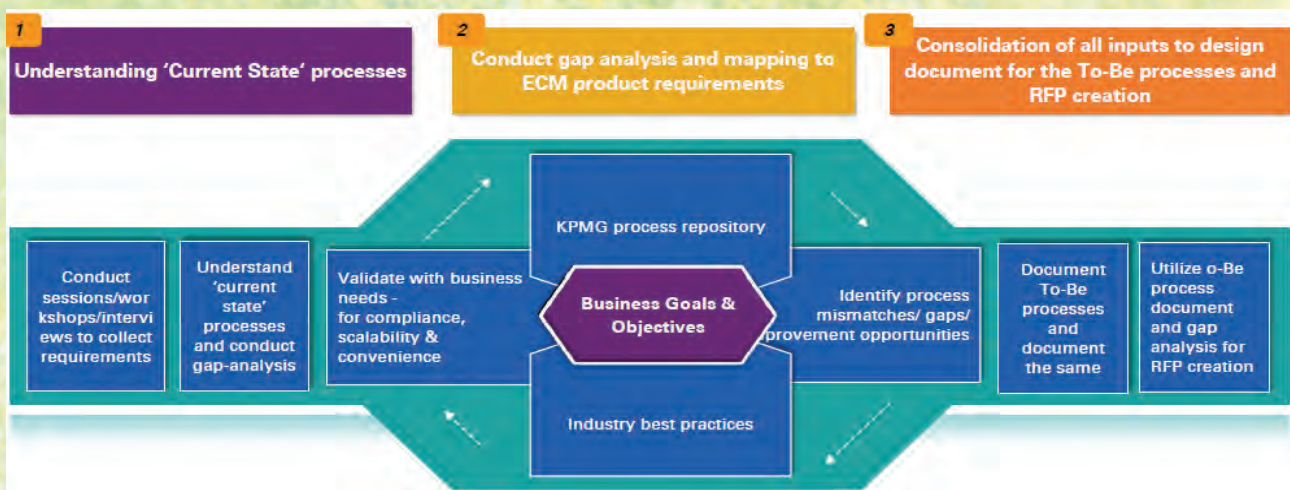 1
Understanding 'Current State' processes
2
Conduct gap analysis and mapping to
ECM product requirements
3
Consolidation of all inputs to design
document for the To-Be processes and
RFP creation
Conduct
sessions/wor
kshops/intervi
ews to collect
requirements
Understand
'current
state'
processes
and conduct
gap-analysis
Validate with business
needs -
for compliance,
scalability &
convenience
KPMG process repository
Business Goals &
Objectives
Industry best practices
Identify process
mismatches/ gaps/
provement opportunities
Document
To-Be
processes
and
document
the same
Utilize o-Be
process
document
and gap
analysis for
RFP creation